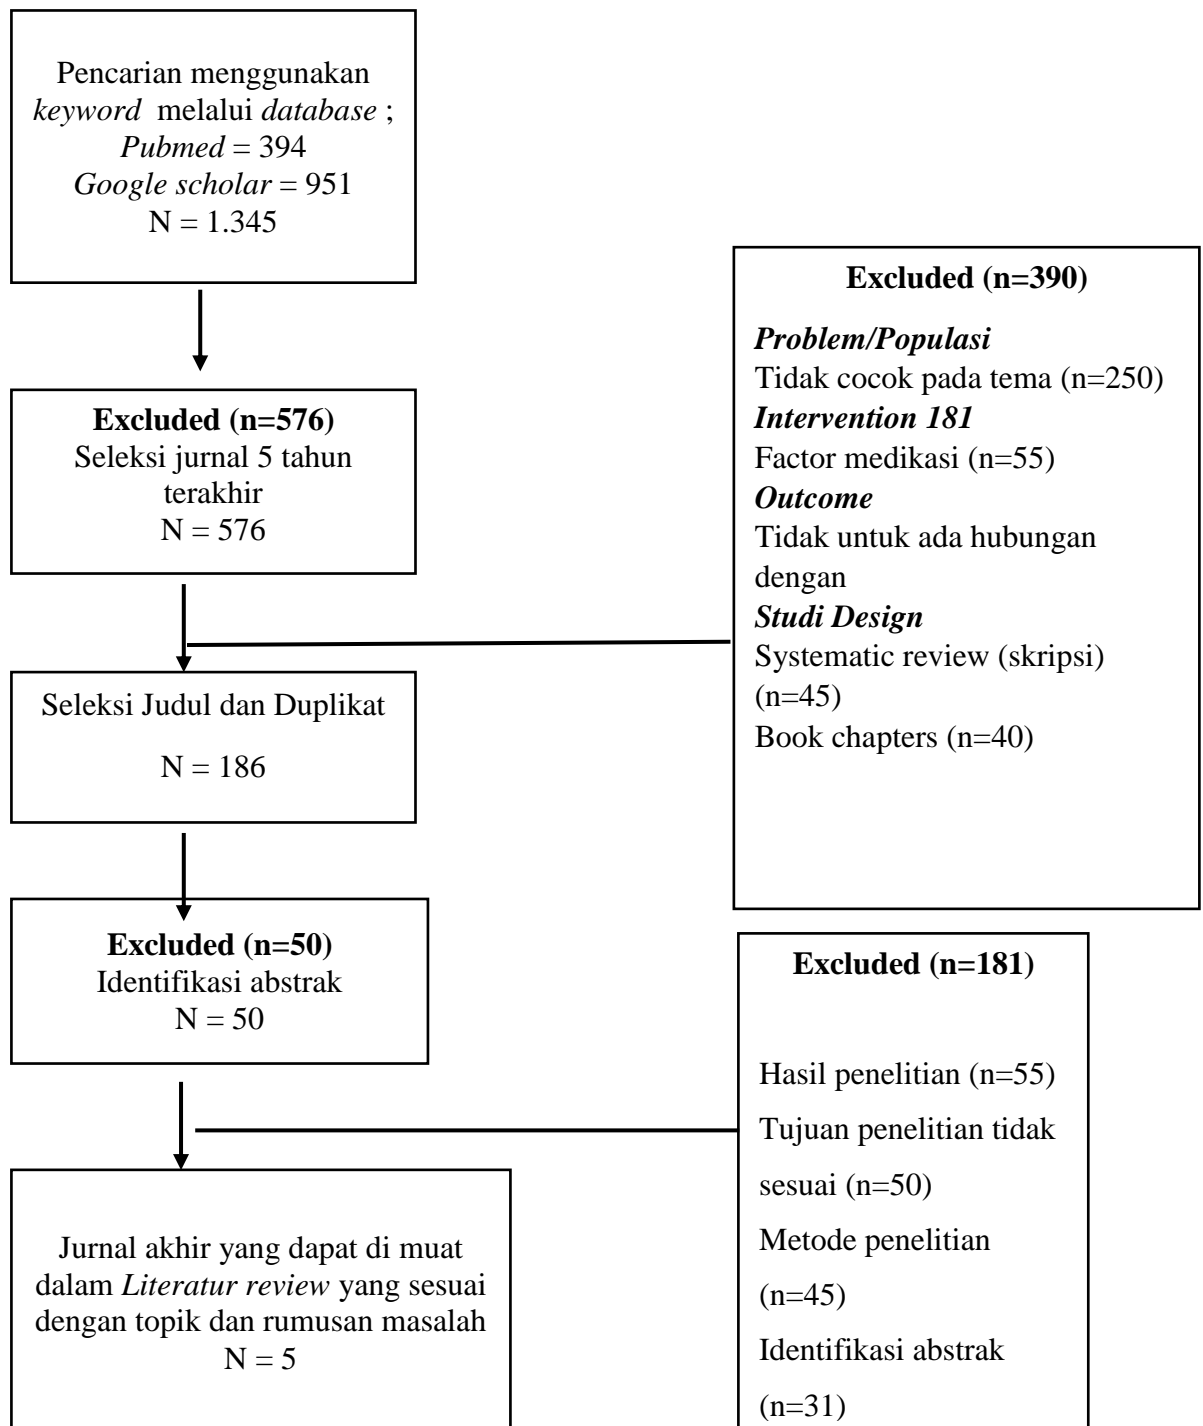 Pencarian menggunakan
keyword melalui database ;
Pubmed = 394
Google scholar = 951
N = 1.345
Excluded (n=576)
Seleksi jurnal 5 tahun
terakhir
N = 576
Excluded (n=390)
Problem/Populasi
Tidak cocok pada tema (n=250)
Intervention 181
Factor medikasi (n=55)
Outcome
Tidak untuk ada hubungan
dengan
Studi Design
Systematic review (skripsi)
(n=45)
Book chapters (n=40)
Seleksi Judul dan Duplikat
N = 186
Excluded (n=50)
Identifikasi abstrak
N = 50
Excluded (n=181)
Hasil penelitian (n=55)
Tujuan penelitian tidak
sesuai (n=50)
Metode penelitian
(n=45)
Identifikasi abstrak
(n=31)
Jurnal akhir yang dapat di muat
dalam Literatur review yang sesuai
dengan topik dan rumusan masalah
N = 5